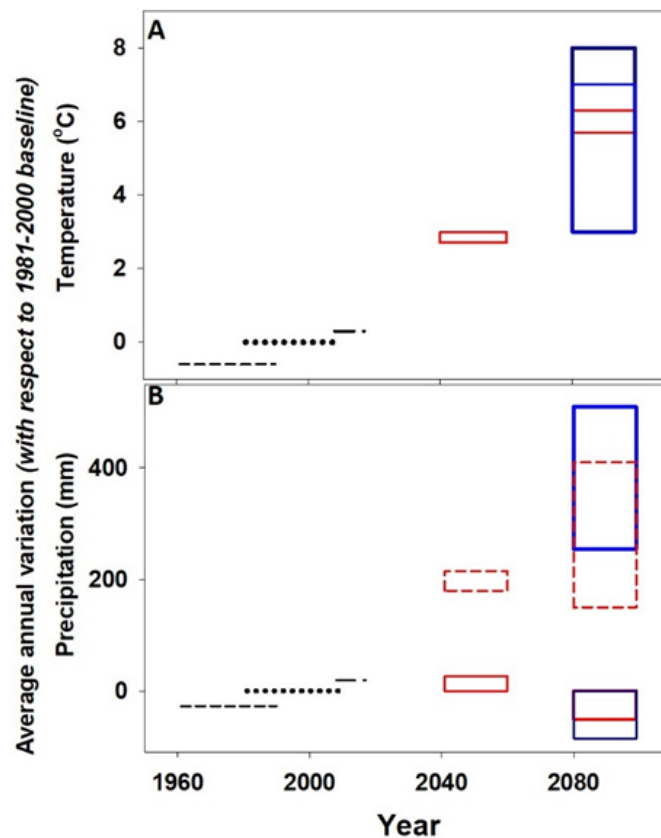 Average annual variation (with respect to 1981-2000 baseline)
A
Temperature (°C)
8
6
4
2
0
B
Precipitation (mm)
400
200
0
1960
2000
2040
2080
Year